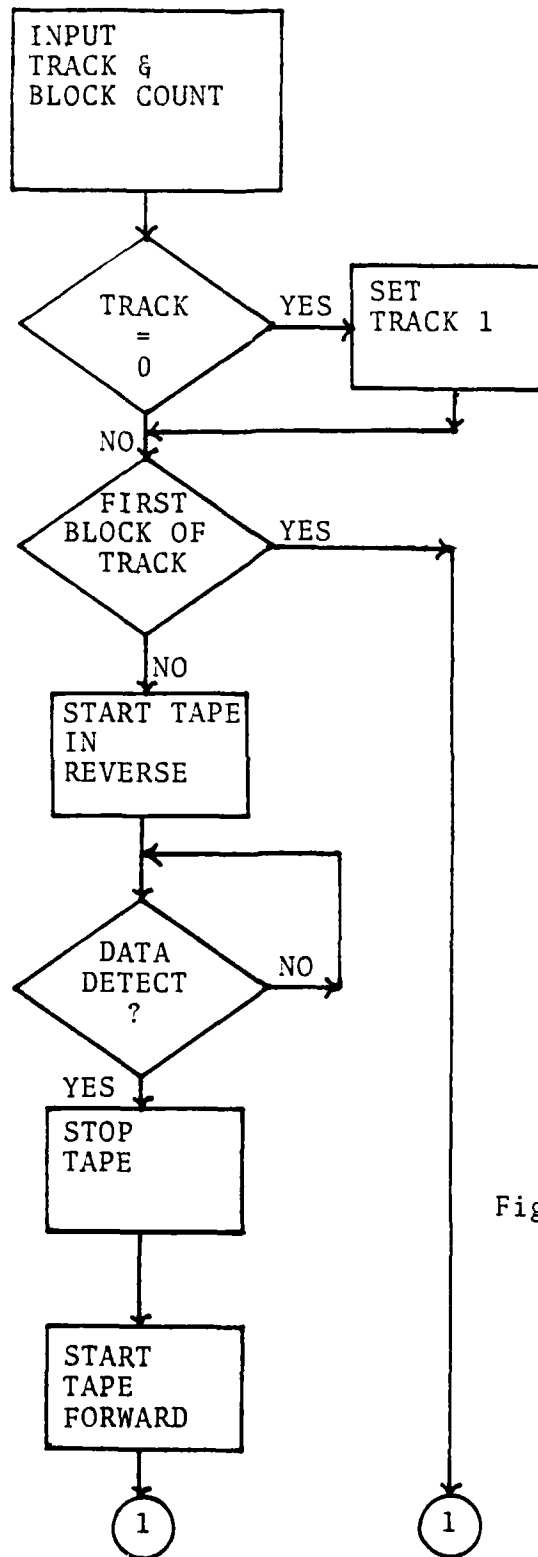 INPUT
TRACK &
BLOCK COUNT
TRACK
=
0
YES
SET
TRACK 1
NO
FIRST
BLOCK OF
TRACK
YES
NO
START TAPE
IN
REVERSE
DATA
DETECT
?
NO
YES
STOP
TAPE
Fig
START
TAPE
FORWARD
1
1